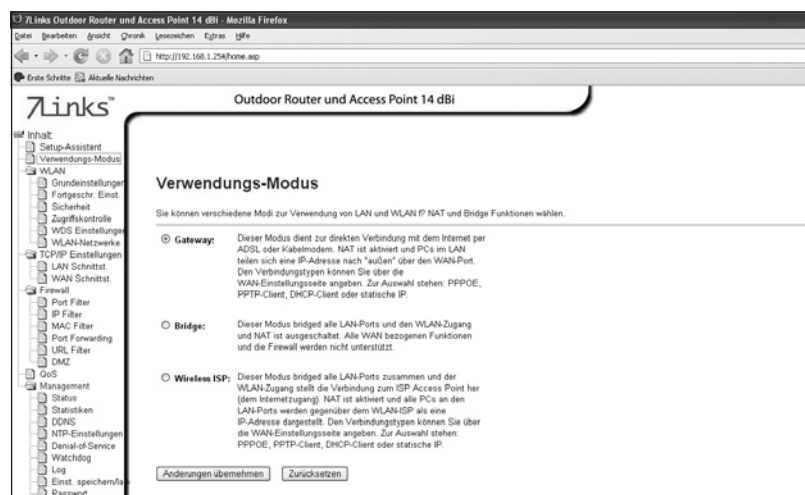 7Links Outdoor Router und Access Point 14 dBi - Mozilla Firefox
Datei Bearbeiten Ansicht Chronik Lesezeichen Extras Hilfe
http://192.168.1.254/home.asp
Erste Schritte Aktuelle Nachrichten
7Links™
Outdoor Router und Access Point 14 dBi
Inhalt
Setup-Assistent
Verwendungs-Modus
WLAN
Grundeinstellungen
Fortgeschr. Einst.
Sicherheit
Zugriffskontrolle
WDS Einstellungen
WLAN-Netzwerke
TCP/IP Einstellungen
LAN Schnittst.
WAN Schnittst.
Firewall
Port Filter
IP Filter
MAC Filter
Port Forwarding
URL Filter
DMZ
QoS
Management
Status
Statistiken
DDNS
NTP-Einstellungen
Denial-of-Service
Watchdog
Log
Einst. speichern/la
Passwort
Verwendungs-Modus
Sie können verschiedene Modi zur Verwendung von LAN und WLAN f? NAT und Bridge Funktionen wählen.
Gateway: Dieser Modus dient zur direkten Verbindung mit dem Internet per
ADSL oder Kabelmodem. NAT ist aktiviert und PCs im LAN
teilen sich eine IP-Adresse nach "außen" über den WAN-Port.
Den Verbindungstypen können Sie über die
WAN-Einstellungsseite angeben. Zur Auswahl stehen: PPPOE,
PPTP-Client, DHCP-Client oder statische IP.
Bridge: Dieser Modus bridged alle LAN-Ports und den WLAN-Zugang
und NAT ist ausgeschaltet. Alle WAN bezogenen Funktionen
und die Firewall werden nicht unterstützt.
Wireless ISP: Dieser Modus bridged alle LAN-Ports zusammen und der
WLAN-Zugang stellt die Verbindung zum ISP Access Point her
(dem Internetzugang). NAT ist aktiviert und alle PCs an den
LAN-Ports werden gegenüber dem WLAN-ISP als eine
IP-Adresse dargestellt. Den Verbindungstypen können Sie über
die WAN-Einstellungsseite angeben. Zur Auswahl stehen:
PPPOE, PPTP-Client, DHCP-Client oder statische IP.
Änderungen übernehmen Zurücksetzen